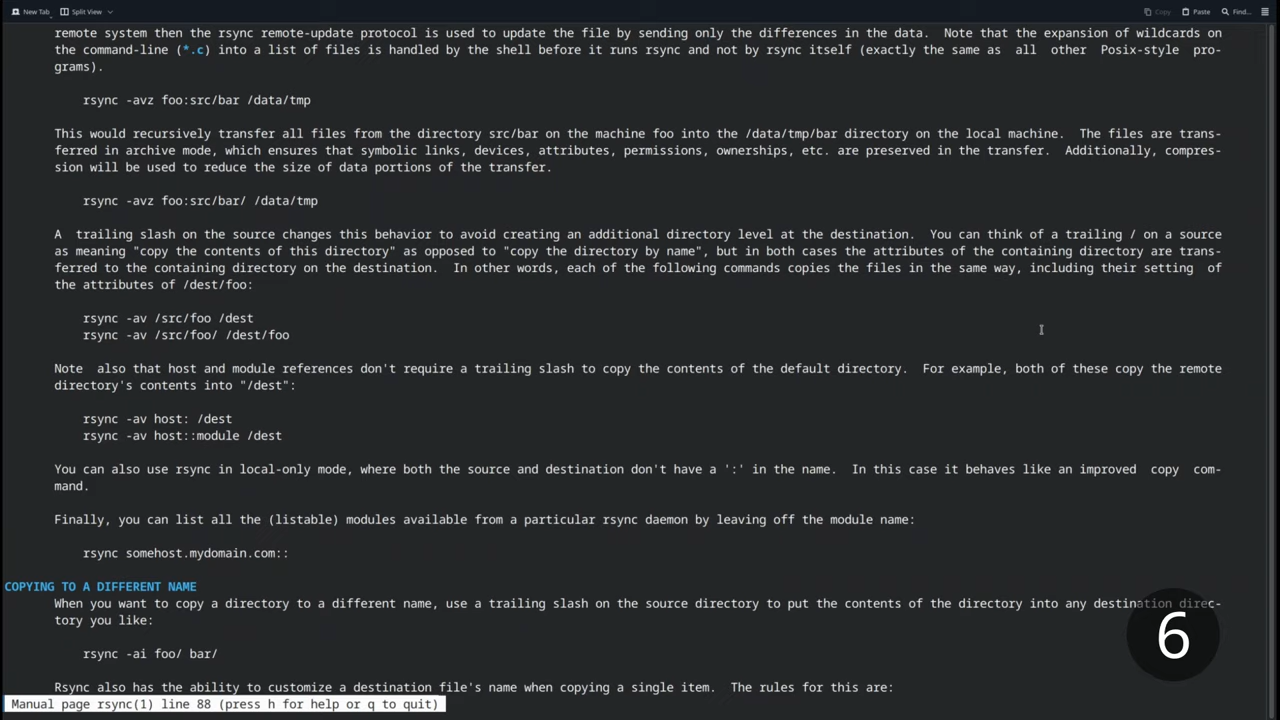 New Tab Split View Copy Paste Find...
remote system then the rsync remote-update protocol is used to update the file by sending only the differences in the data.  Note that the expansion of wildcards on
the command-line (*.c) into a list of files is handled by the shell before it runs rsync and not by rsync itself (exactly the same as  all  other  Posix-style  pro-
grams).
rsync -avz foo:src/bar /data/tmp
This would recursively transfer all files from the directory src/bar on the machine foo into the /data/tmp/bar directory on the local machine.  The files are trans-
ferred in archive mode, which ensures that symbolic links, devices, attributes, permissions, ownerships, etc. are preserved in the transfer.  Additionally, compres-
sion will be used to reduce the size of data portions of the transfer.
rsync -avz foo:src/bar/ /data/tmp
A  trailing slash on the source changes this behavior to avoid creating an additional directory level at the destination.  You can think of a trailing / on a source
as meaning "copy the contents of this directory" as opposed to "copy the directory by name", but in both cases the attributes of the containing directory are trans-
ferred to the containing directory on the destination.  In other words, each of the following commands copies the files in the same way, including their setting  of
the attributes of /dest/foo:
rsync -av /src/foo /dest
rsync -av /src/foo/ /dest/foo
Note  also that host and module references don't require a trailing slash to copy the contents of the default directory.  For example, both of these copy the remote
directory's contents into "/dest":
rsync -av host: /dest
rsync -av host::module /dest
You can also use rsync in local-only mode, where both the source and destination don't have a ':' in the name.  In this case it behaves like an improved  copy  com-
mand.
Finally, you can list all the (listable) modules available from a particular rsync daemon by leaving off the module name:
rsync somehost.mydomain.com::
COPYING TO A DIFFERENT NAME
When you want to copy a directory to a different name, use a trailing slash on the source directory to put the contents of the directory into any destination direc-
tory you like:
6
rsync -ai foo/ bar/
Rsync also has the ability to customize a destination file's name when copying a single item.  The rules for this are:
Manual page rsync(1) line 88 (press h for help or q to quit)